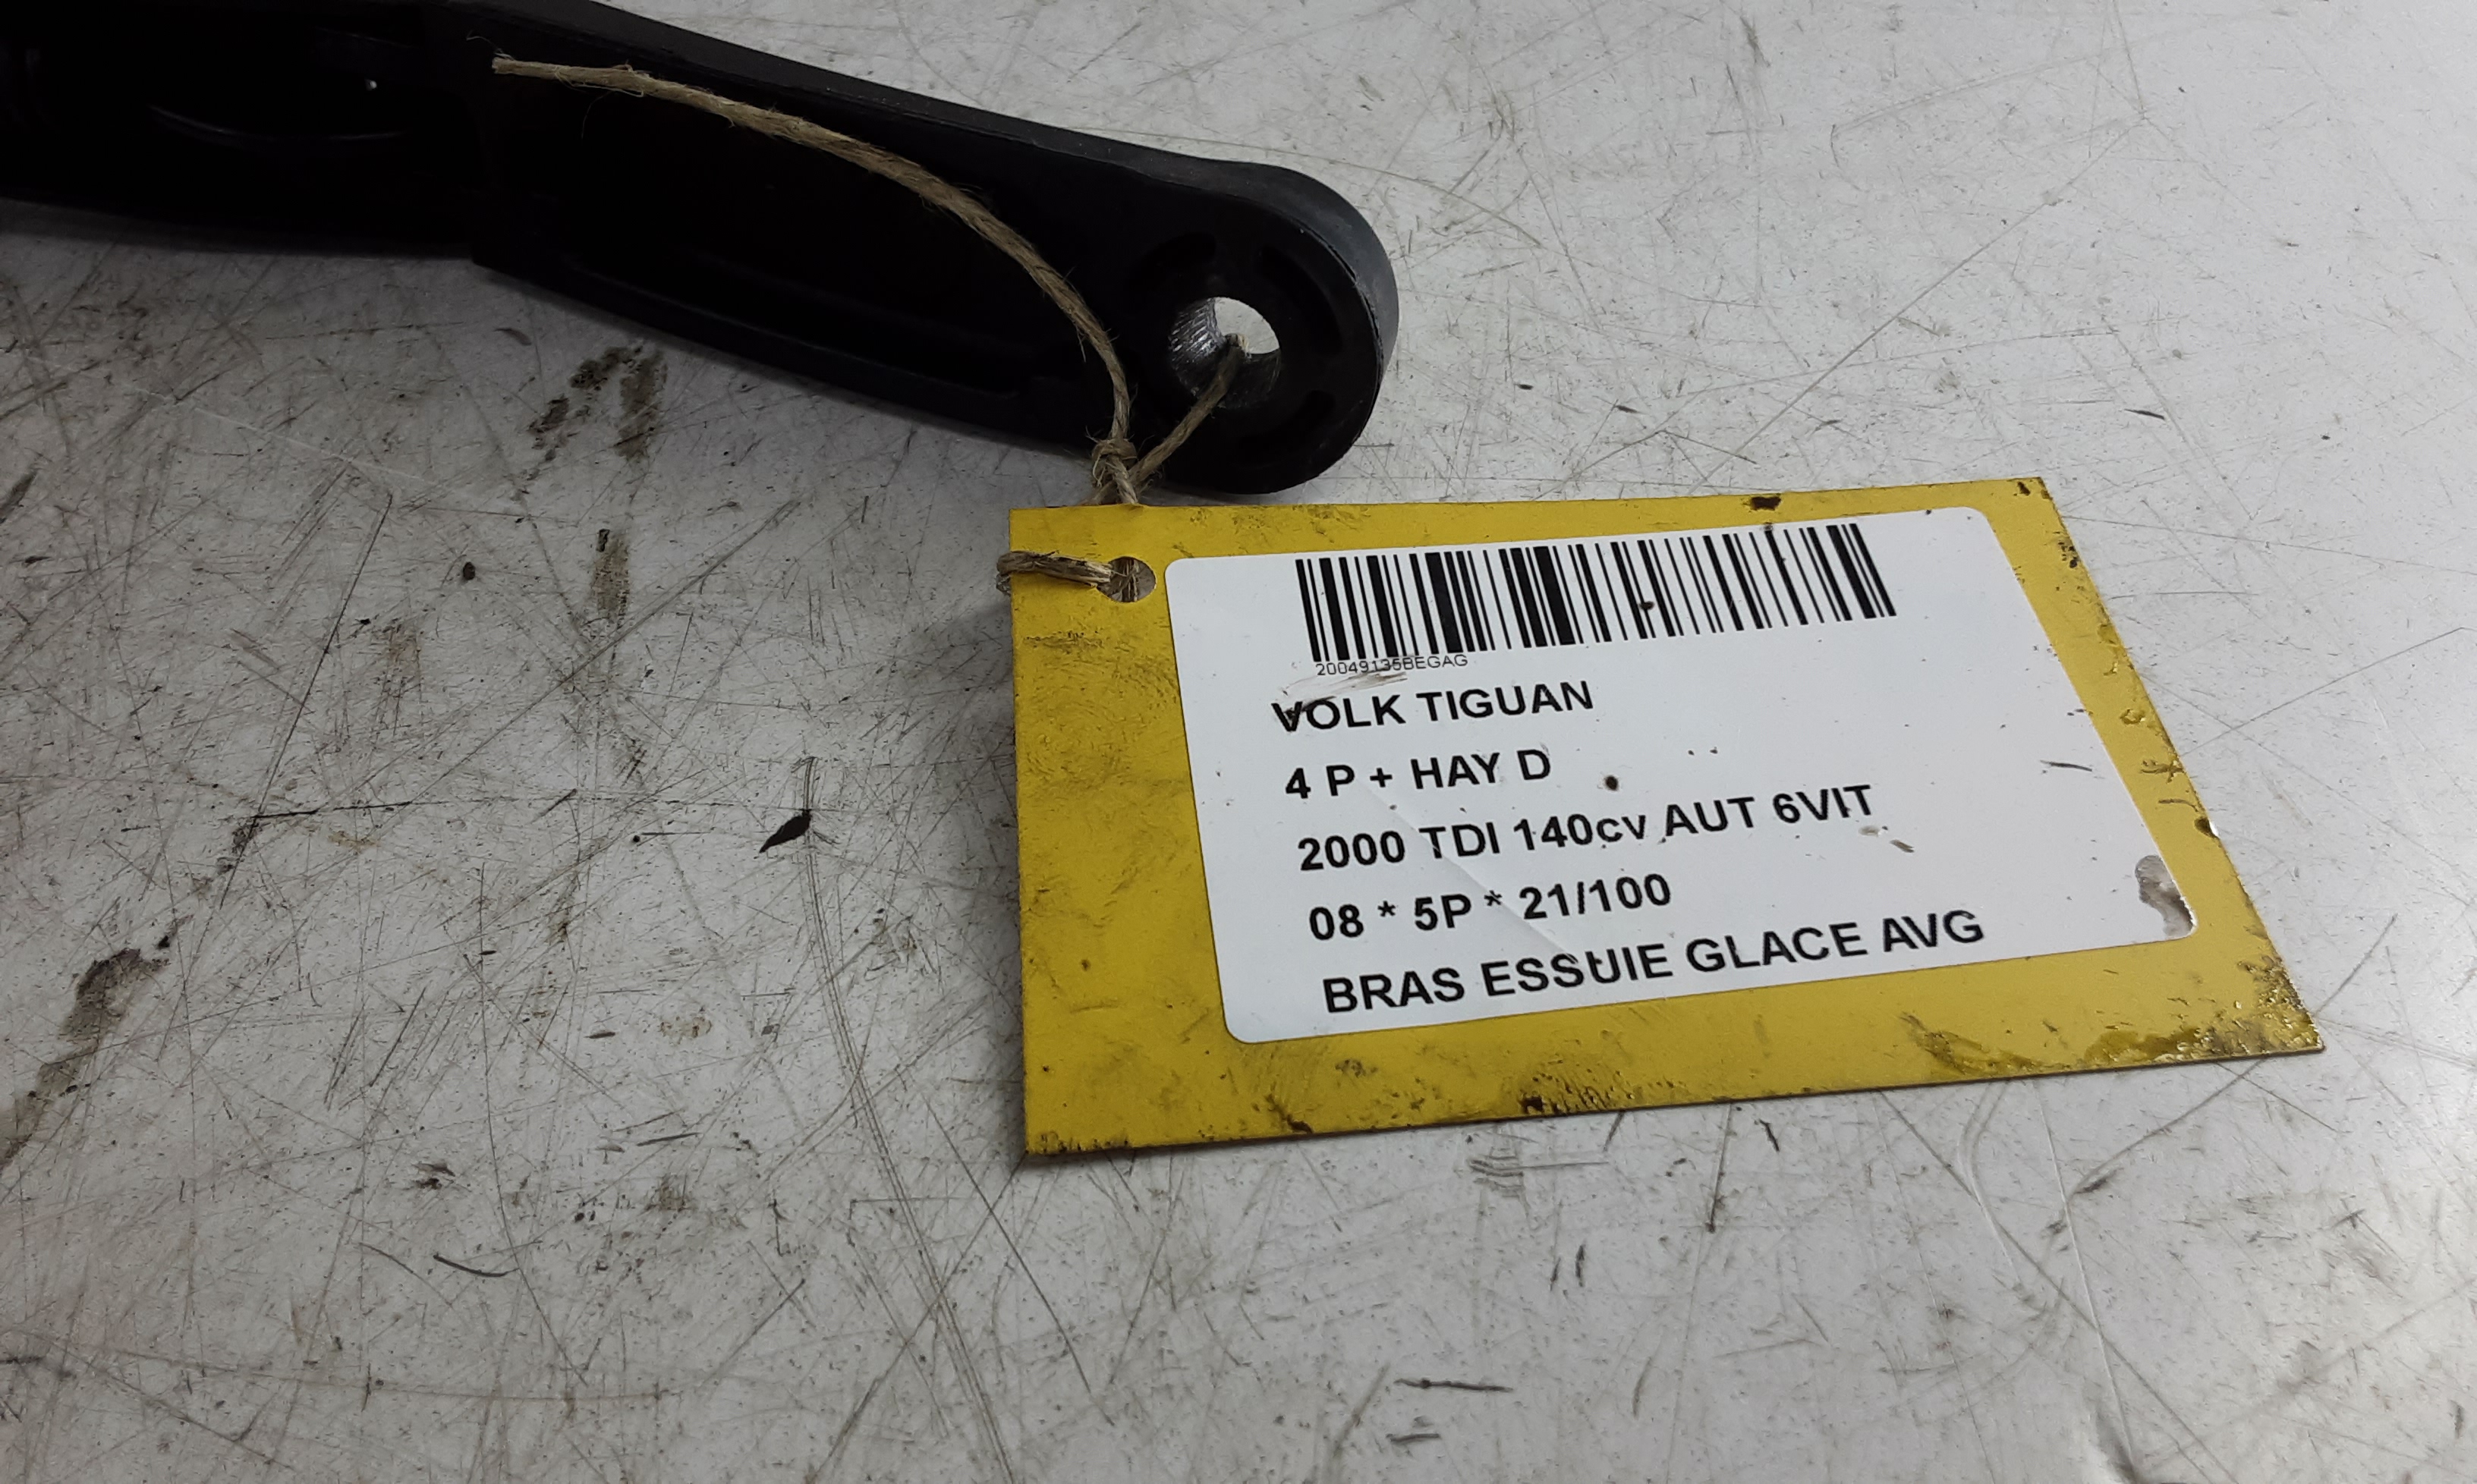 20049135BEGAG
VOLK TIGUAN
4 P + HAY D
2000 TDI 140cv AUT 6VIT
08 * 5P * 21/100
BRAS ESSUIE GLACE AVG